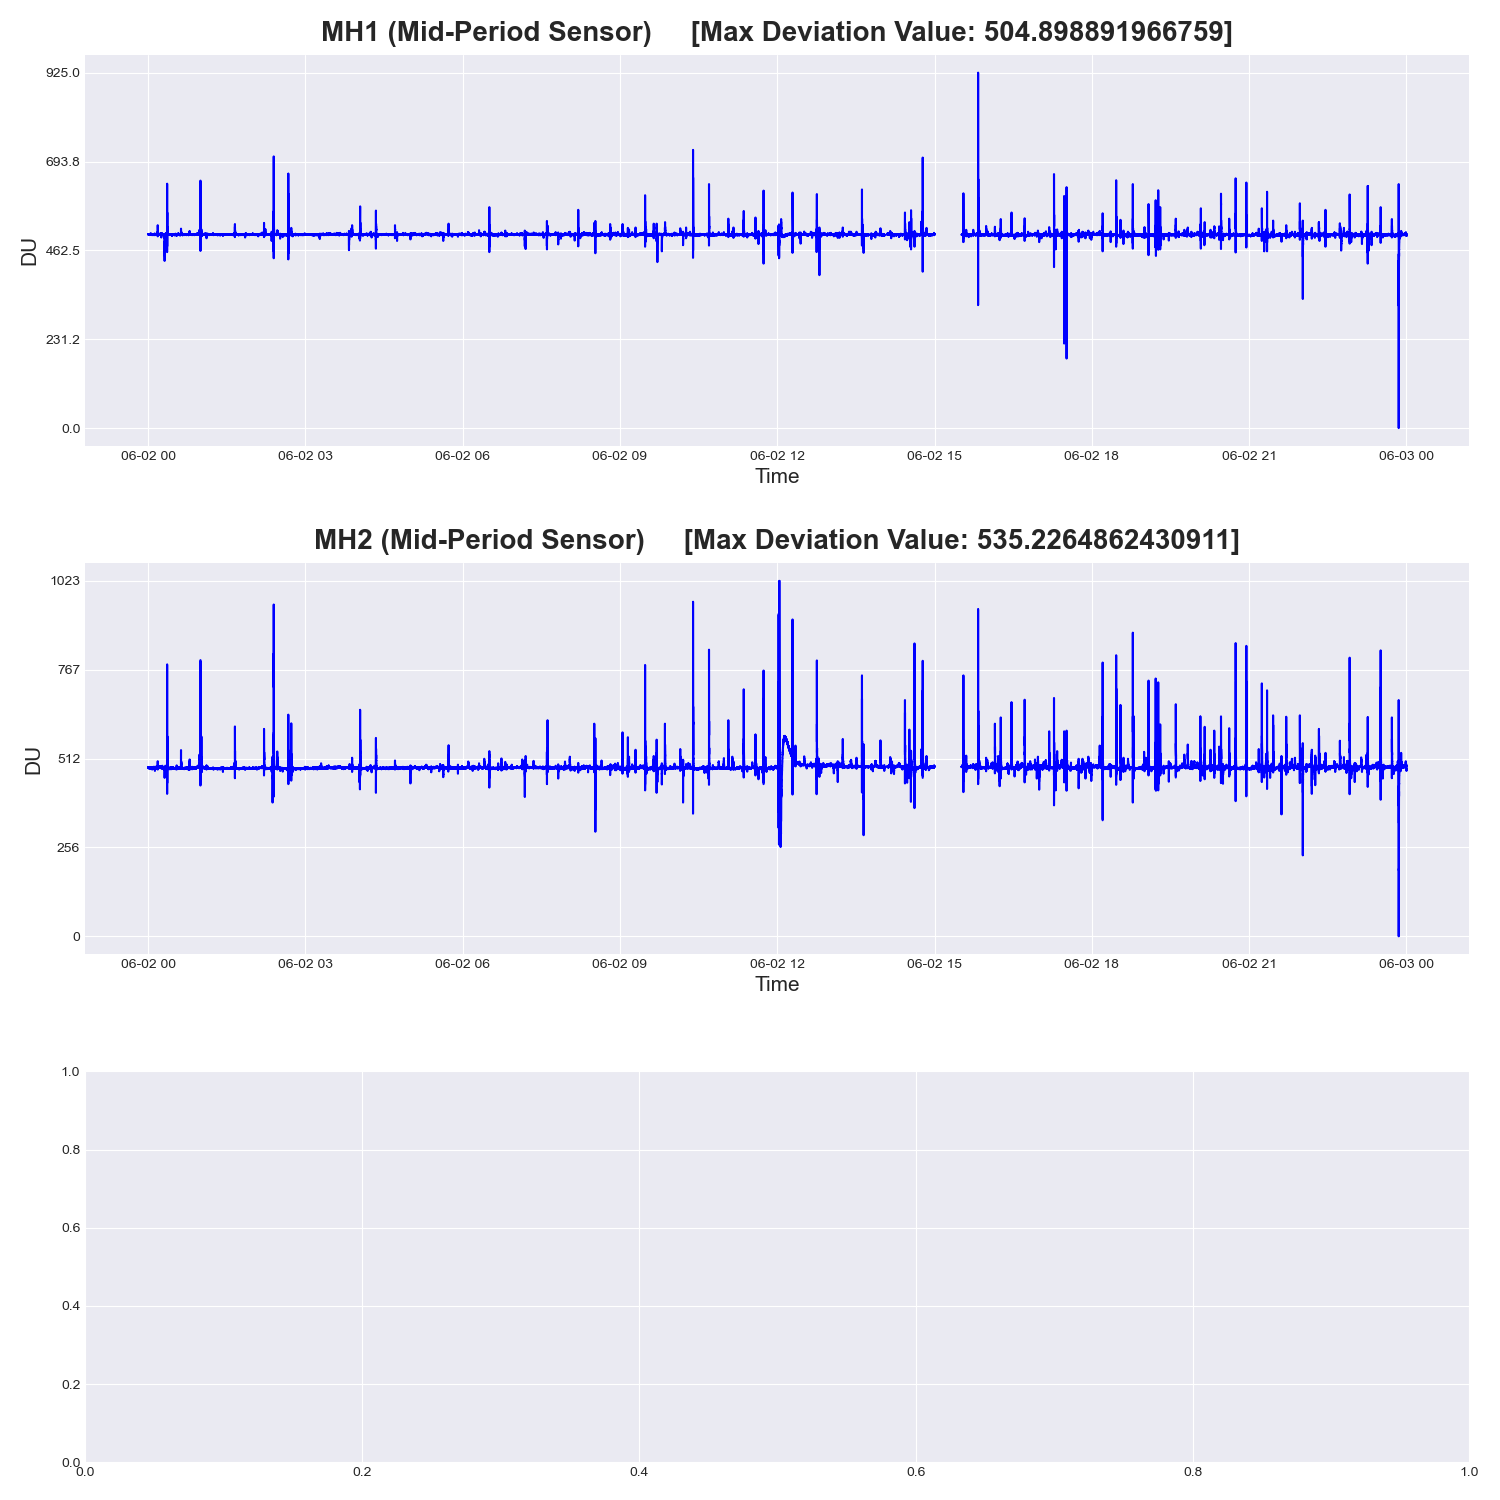 MH1 (Mid-Period Sensor) [Max Deviation Value: 504.898891966759]
925.0
693.8
462.5
231.2
0.0
DU
06-02 00 06-02 03 06-02 06 06-02 09 06-02 12 06-02 15 06-02 18 06-02 21 06-03 00
Time
MH2 (Mid-Period Sensor) [Max Deviation Value: 535.2264862430911]
1023
767
512
256
0
DU
06-02 00 06-02 03 06-02 06 06-02 09 06-02 12 06-02 15 06-02 18 06-02 21 06-03 00
Time
1.0
0.8
0.6
0.4
0.2
0.0
0.0 0.2 0.4 0.6 0.8 1.0